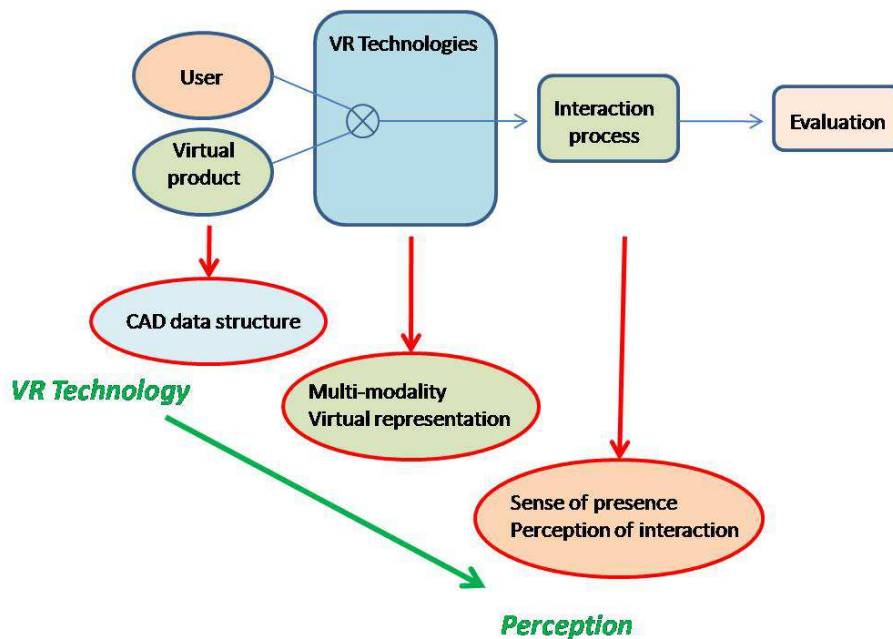 VR Technologies
User
Virtual
product
Interaction
process
Evaluation
CAD data structure
VR Technology
Multi-modality
Virtual representation
Sense of presence
Perception of interaction
Perception